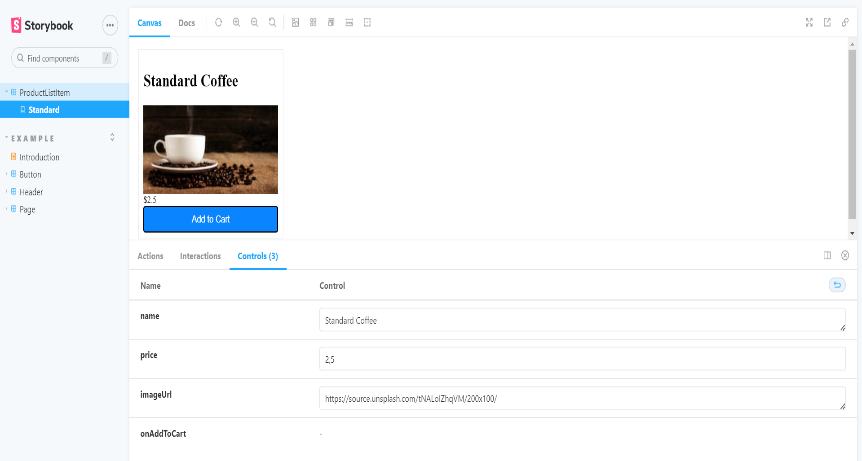 Storybook
Find components
/
ProductListItem
Standard
EXAMPLE
Introduction
Button
Header
Page
Canvas
Docs
Standard Coffee
$2.5
Add to Cart
Actions
Interactions
Controls (3)
Name
Control
name
Standard Coffee
price
2,5
imageUrl
https://source.unsplash.com/tNALoIZhqVM/200x100/
onAddToCart
-